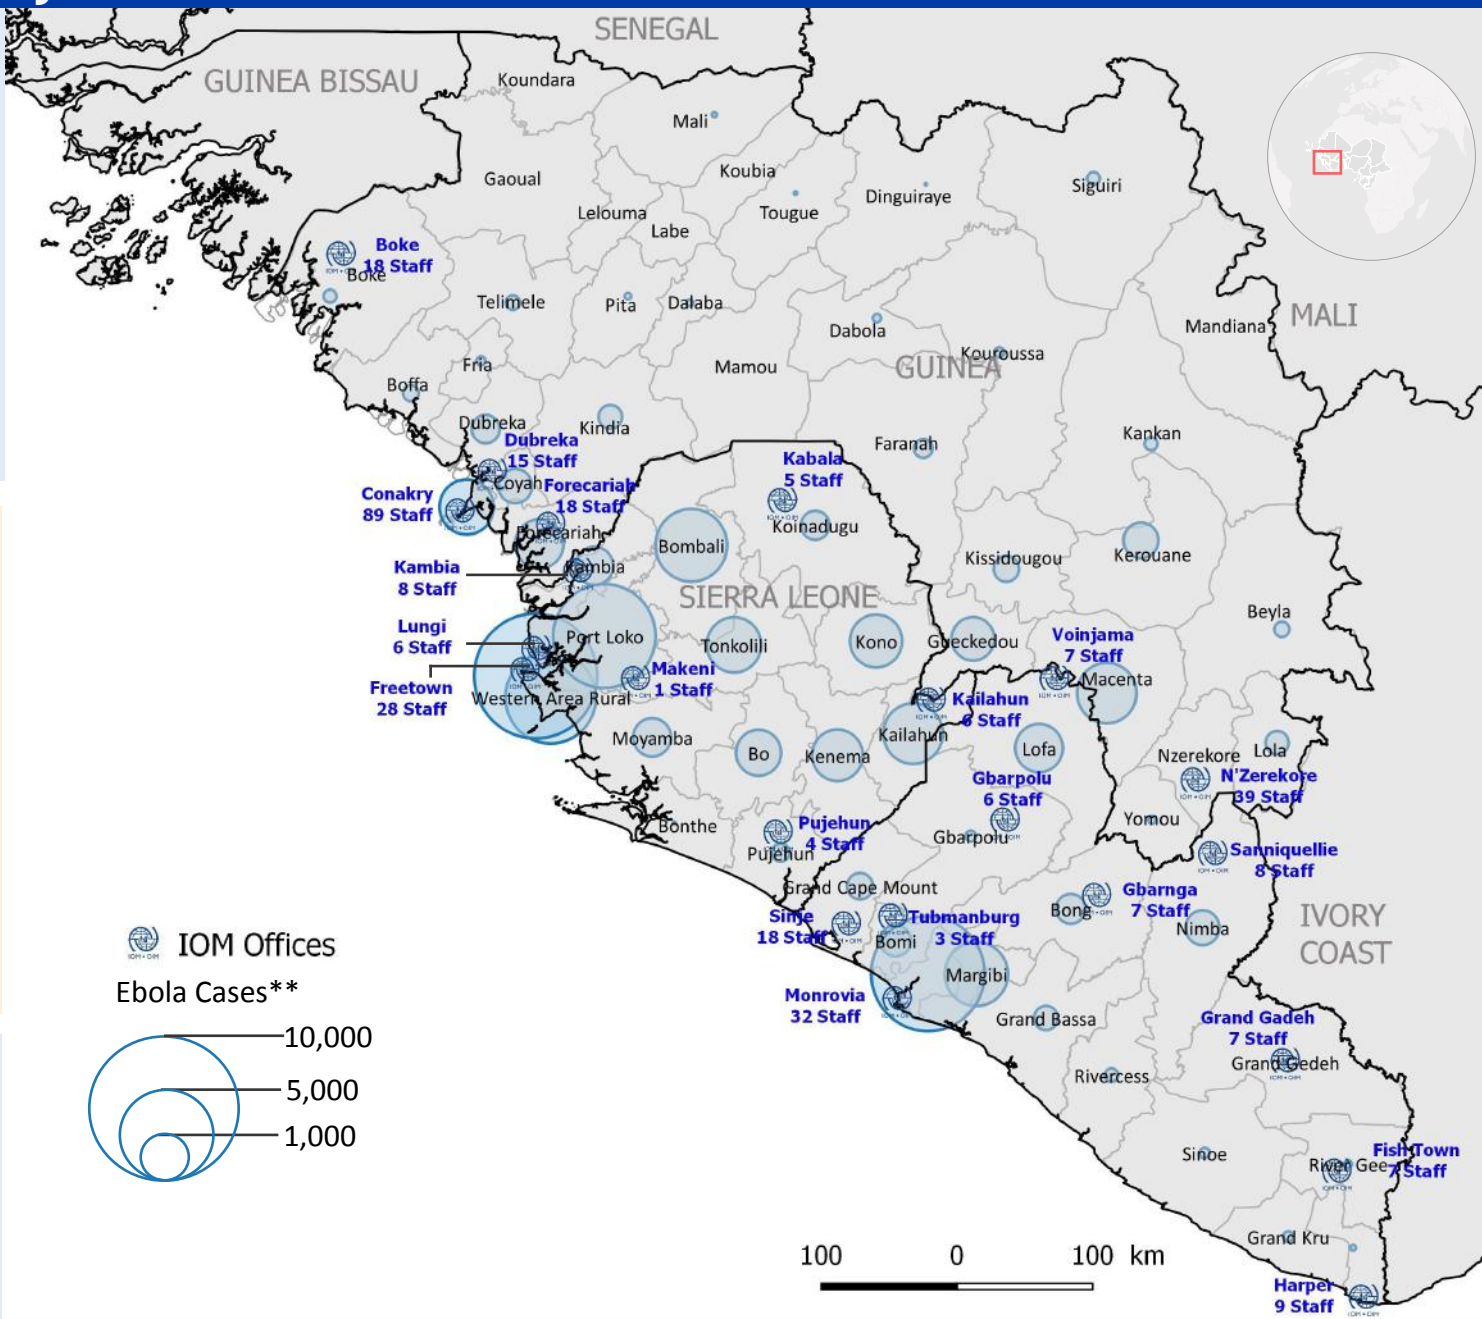 SENEGAL
GUINEA BISSAU
Koundara
Mali
Koubia
Gaoual
Tougue
Dinguiraye
Siguiri
Lelouma
Labe
Boke
18 Staff
Boke
Telimele
Pita
Dalaba
Dabola
Mandiana
MALI
Kouroussa
GUINEA
Fria
Mamou
Boffa
Dubreka
Kindia
Faranah
Kankan
Dubreka
15 Staff
Kabala
5 Staff
Coyah
Forecariah
18 Staff
Conakry
89 Staff
Forecariah
Koinadugu
Bombali
Kissidougou
Kerouane
Kambia
8 Staff
Kambia
SIERRA LEONE
Beyla
Lungi
6 Staff
Port Loko
Tonkolili
Kono
Gueckedou
Voinjama
7 Staff
Makeni
1 Staff
Macenta
Freetown
28 Staff
Western Area Rural
Kailahun
6 Staff
Kailahun
Moyamba
Bo
Kenema
Lofa
Nzerekore
Lola
Gbarpolu
6 Staff
N'Zerekore
39 Staff
Bonthe
Pujehun
4 Staff
Pujehun
Gbarpolu
Yomou
Sanniquellie
8 Staff
Grand Cape Mount
Gbarnga
7 Staff
Bong
Nimba
IVORY
COAST
Sinje
18 Staff
Tubmanburg
3 Staff
Bomi
Margibi
Monrovia
32 Staff
Grand Bassa
Grand Gadeh
7 Staff
Grand Gedeh
Rivercess
Sinoe
River Gee
Fish Town
7 Staff
Grand Kru
Harper
9 Staff
IOM • OIM
IOM Offices
Ebola Cases**
10,000
5,000
1,000
100 0 100 km